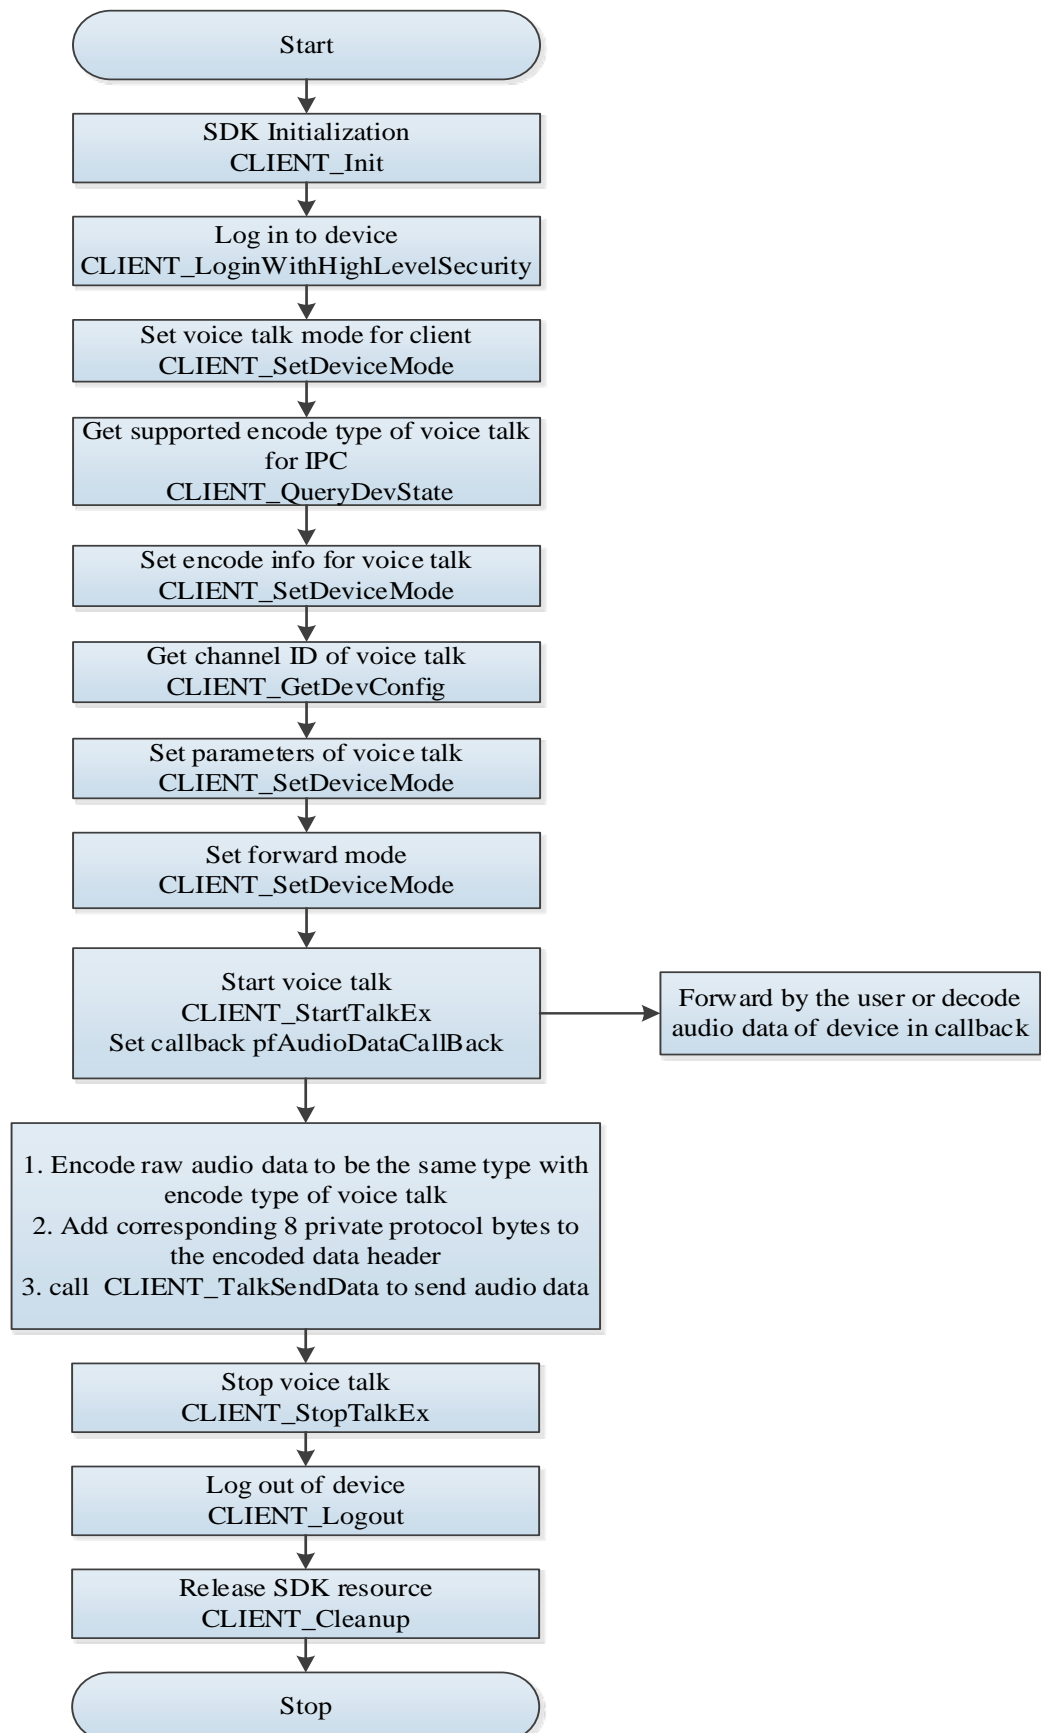 Start
SDK Initialization
CLIENT_Init
Log in to device
CLIENT_LoginWithHighLevelSecurity
Set voice talk mode for client
CLIENT_SetDeviceMode
Get supported encode type of voice talk
for IPC
CLIENT_QueryDevState
Set encode info for voice talk
CLIENT_SetDeviceMode
Get channel ID of voice talk
CLIENT_GetDevConfig
Set parameters of voice talk
CLIENT_SetDeviceMode
Set forward mode
CLIENT_SetDeviceMode
Start voice talk
CLIENT_StartTalkEx
Set callback pfAudioDataCallBack
Forward by the user or decode
audio data of device in callback
1. Encode raw audio data to be the same type with
encode type of voice talk
2. Add corresponding 8 private protocol bytes to
the encoded data header
3. call  CLIENT_TalkSendData to send audio data
Stop voice talk
CLIENT_StopTalkEx
Log out of device
CLIENT_Logout
Release SDK resource
CLIENT_Cleanup
Stop